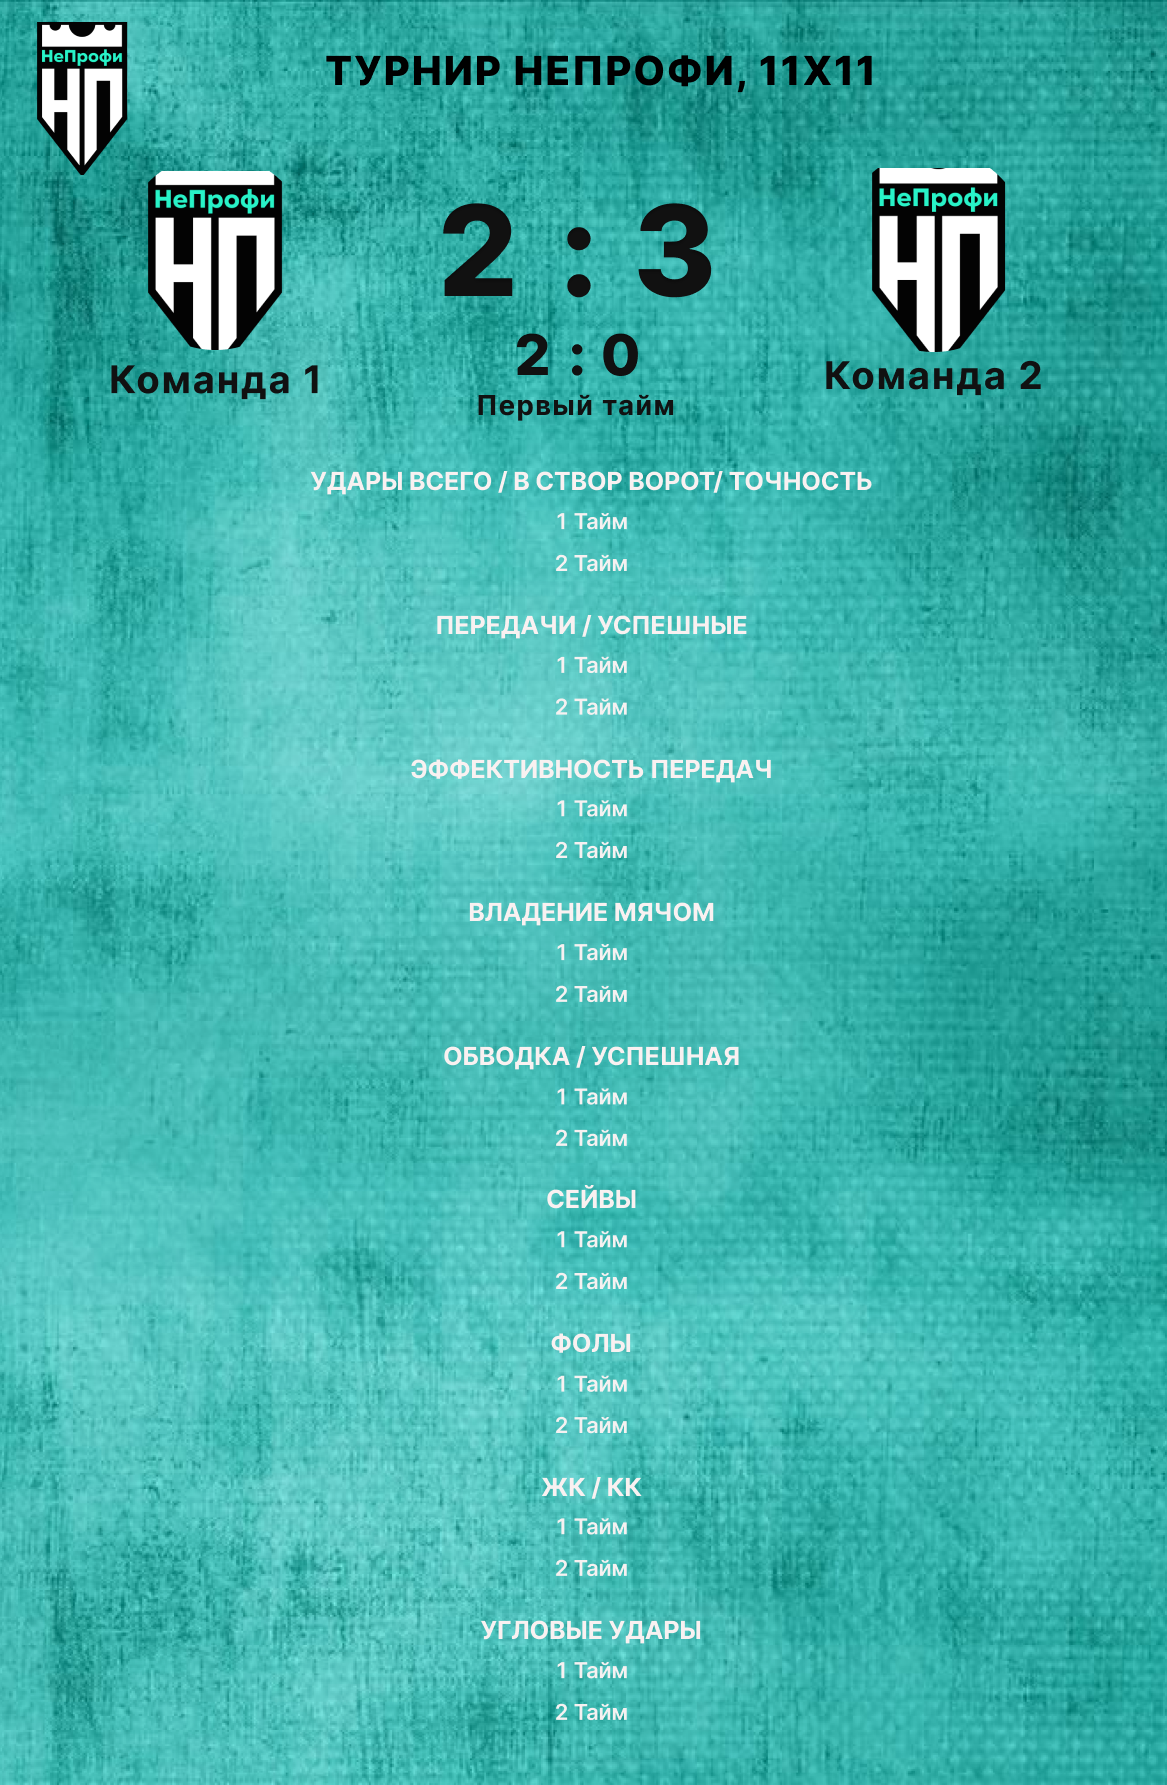 НеПрофи
НП
ТУРНИР НЕПРОФИ, 11Х11
НеПрофи
НП
НеПрофи
НП
2 : 3
2 : 0
Первый тайм
Команда 1
Команда 2
УДАРЫ ВСЕГО / В СТВОР ВОРОТ/ ТОЧНОСТЬ
1 Тайм
2 Тайм
ПЕРЕДАЧИ / УСПЕШНЫЕ
1 Тайм
2 Тайм
ЭФФЕКТИВНОСТЬ ПЕРЕДАЧ
1 Тайм
2 Тайм
ВЛАДЕНИЕ МЯЧОМ
1 Тайм
2 Тайм
ОБВОДКА / УСПЕШНАЯ
1 Тайм
2 Тайм
СЕЙВЫ
1 Тайм
2 Тайм
ФОЛЫ
1 Тайм
2 Тайм
ЖК / КК
1 Тайм
2 Тайм
УГЛОВЫЕ УДАРЫ
1 Тайм
2 Тайм